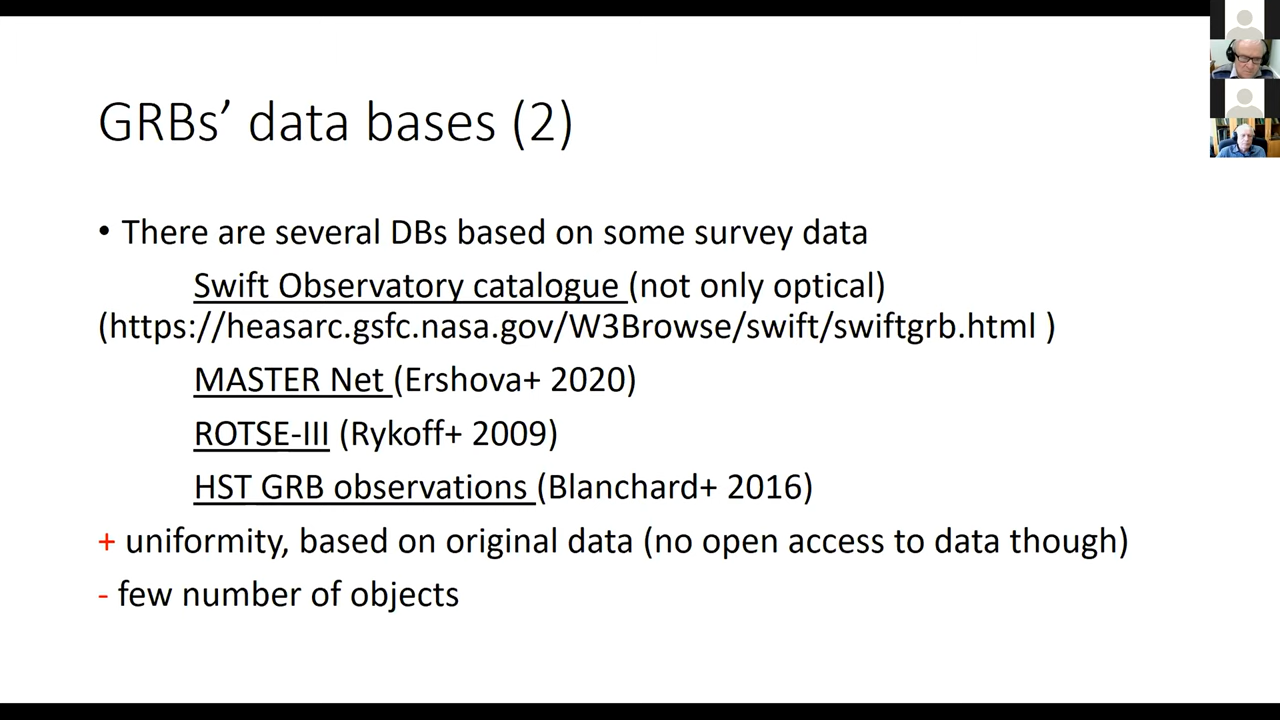 GRBs’ data bases (2)
• There are several DBs based on some survey data
Swift Observatory catalogue (not only optical)
(https://heasarc.gsfc.nasa.gov/W3Browse/swift/swiftgrb.html )
MASTER Net (Ershova+ 2020)
ROTSE-III (Rykoff+ 2009)
HST GRB observations (Blanchard+ 2016)
+ uniformity, based on original data (no open access to data though)
- few number of objects